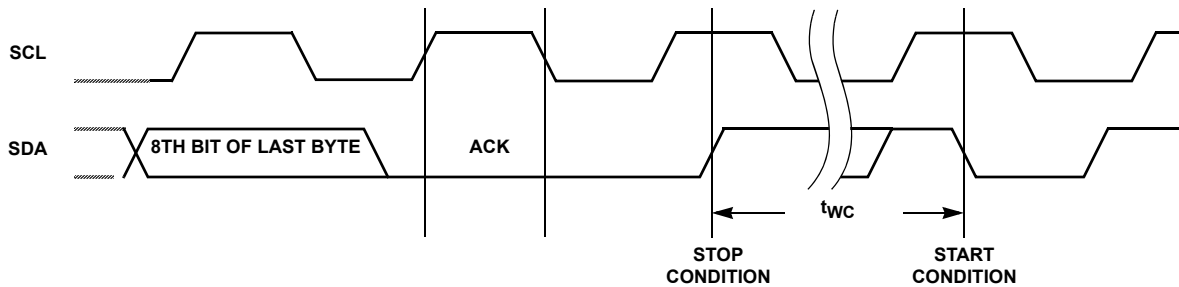 SCL
SDA
8TH BIT OF LAST BYTE
ACK
tWC
STOP
CONDITION
START
CONDITION